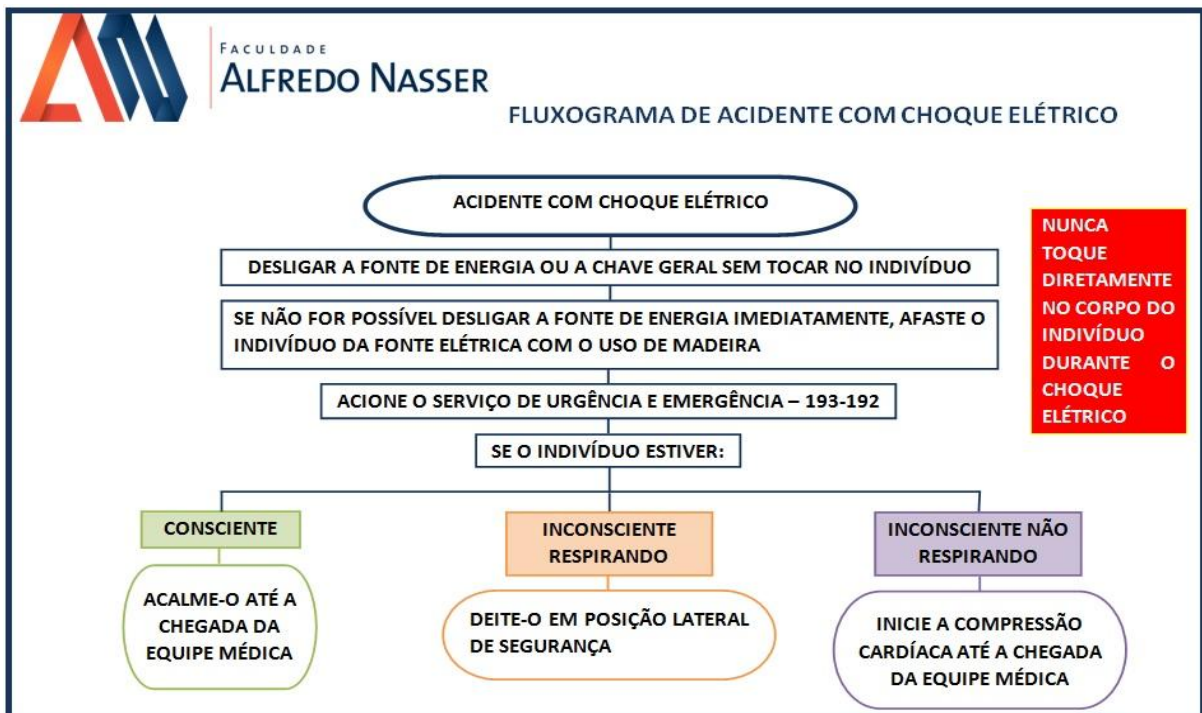 FACULDADE
ALFREDO NASSER
FLUXOGRAMA DE ACIDENTE COM CHOQUE ELÉTRICO
ACIDENTE COM CHOQUE ELÉTRICO
DESLIGAR A FONTE DE ENERGIA OU A CHAVE GERAL SEM TOCAR NO INDIVÍDUO
SE NÃO FOR POSSÍVEL DESLIGAR A FONTE DE ENERGIA IMEDIATAMENTE, AFASTE O
INDIVÍDUO DA FONTE ELÉTRICA COM O USO DE MADEIRA
ACIONE O SERVIÇO DE URGÊNCIA E EMERGÊNCIA – 193-192
SE O INDIVÍDUO ESTIVER:
NUNCA
TOQUE
DIRETAMENTE
NO CORPO DO
INDIVÍDUO
DURANTE O
CHOQUE
ELÉTRICO
CONSCIENTE
ACALME-O ATÉ A
CHEGADA DA
EQUIPE MÉDICA
INCONSCIENTE
RESPIRANDO
DEITE-O EM POSIÇÃO LATERAL
DE SEGURANÇA
INCONSCIENTE NÃO
RESPIRANDO
INICIE A COMPRESSÃO
CARDÍACA ATÉ A CHEGADA
DA EQUIPE MÉDICA